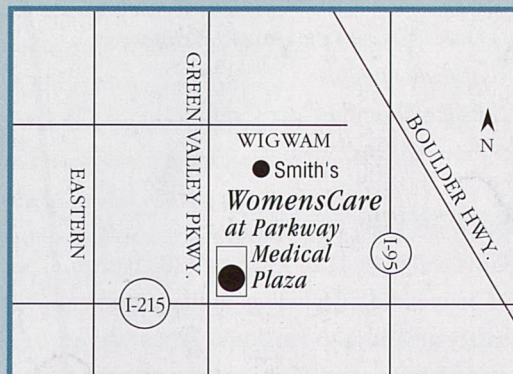 GREEN VALLEY PKWY.
EASTERN
WIGWAM
Smith's
WomensCare
at Parkway
Medical
Plaza
I-215
I-95
BOULDER HWY.
N